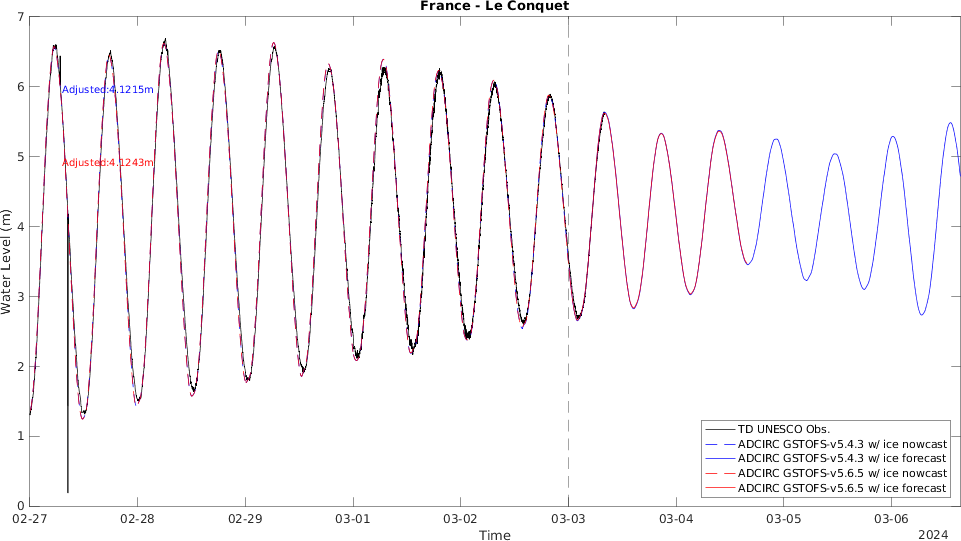 France - Le Conquet
7
6
5
4
3
2
1
0
Water Level (m)
Adjusted:4.1215m
Adjusted:4.1243m
TD UNESCO Obs.
ADCIRC GSTOFS-v5.4.3 w/ ice nowcast
ADCIRC GSTOFS-v5.4.3 w/ ice forecast
ADCIRC GSTOFS-v5.6.5 w/ ice nowcast
ADCIRC GSTOFS-v5.6.5 w/ ice forecast
02-27 02-28 02-29 03-01 03-02 03-03 03-04 03-05 03-06
Time
2024